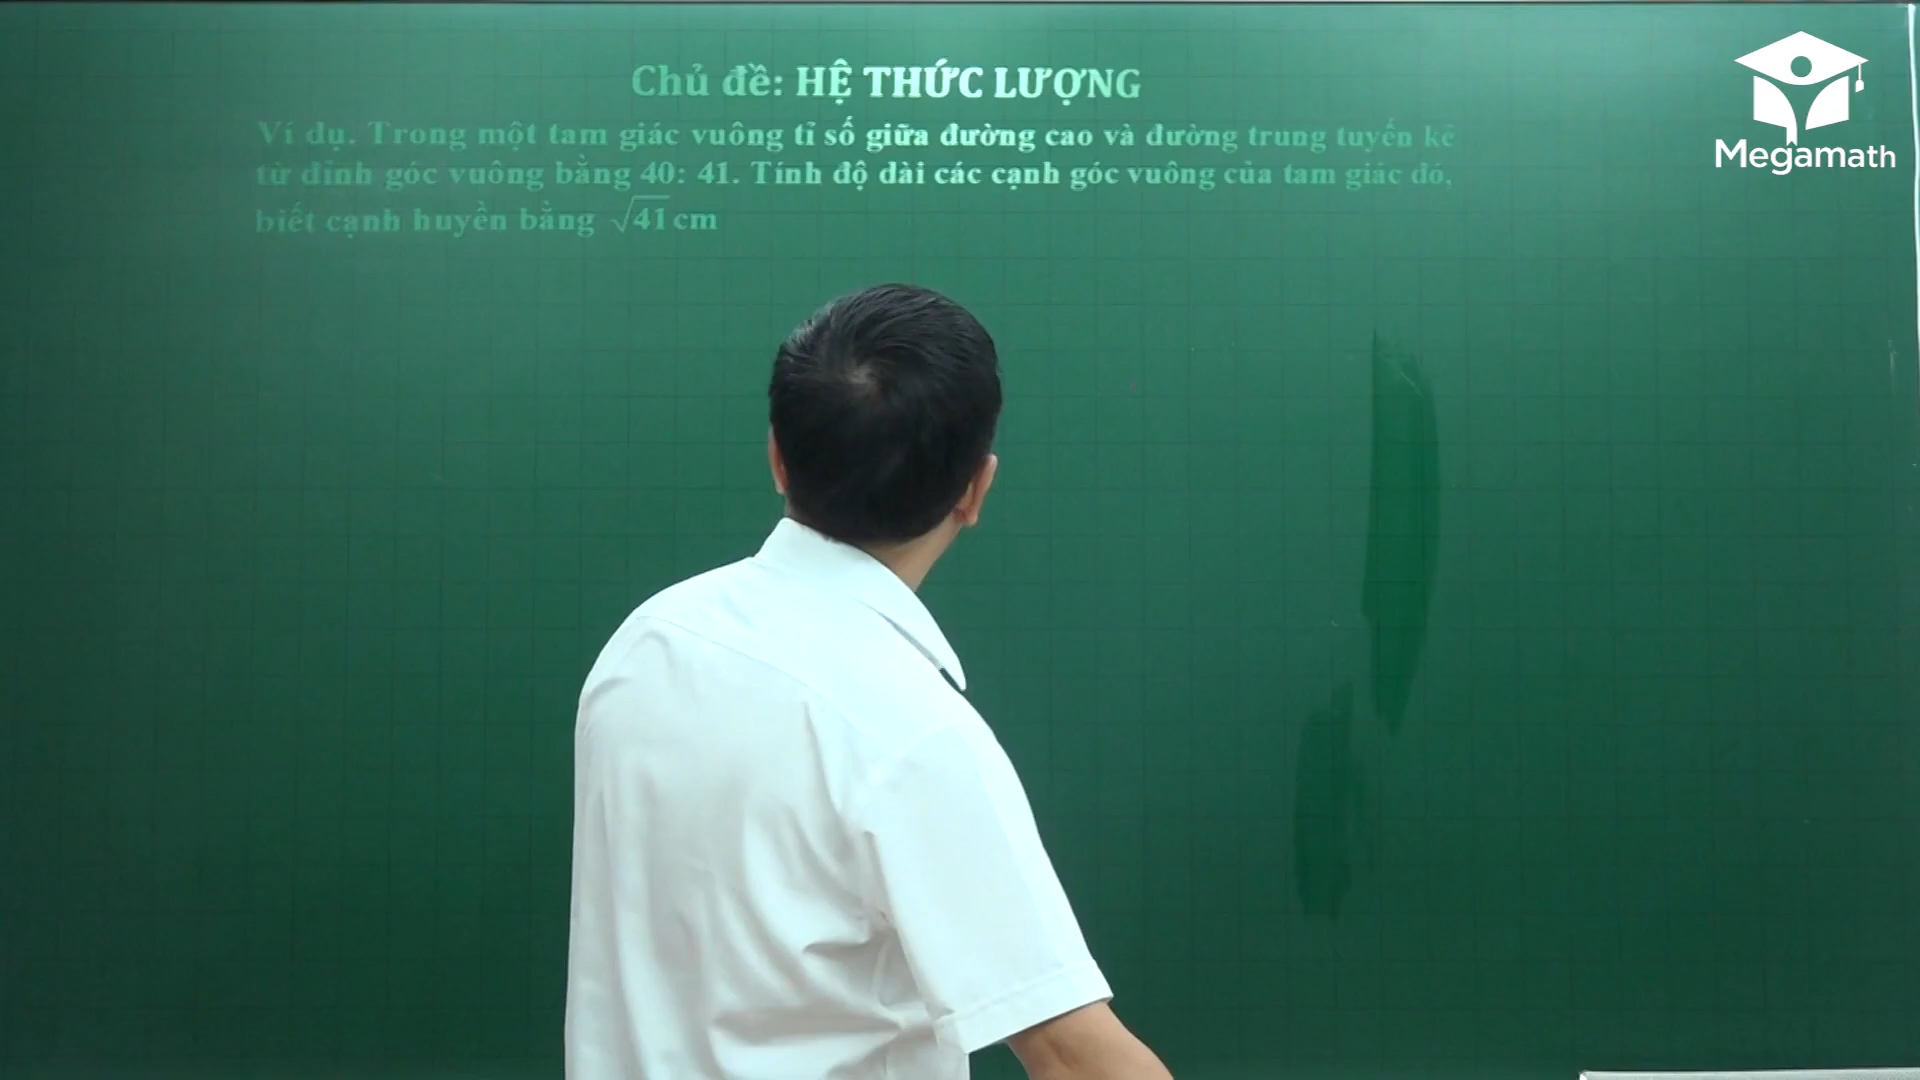 Chủ đề: HỆ THỨC LƯỢNG
Megamath
Ví dụ. Trong một tam giác vuông tỉ số giữa đường cao và đường trung tuyến kẻ
từ đỉnh góc vuông bằng 40: 41. Tính độ dài các cạnh góc vuông của tam giác đó,
biết cạnh huyền bằng √41 cm